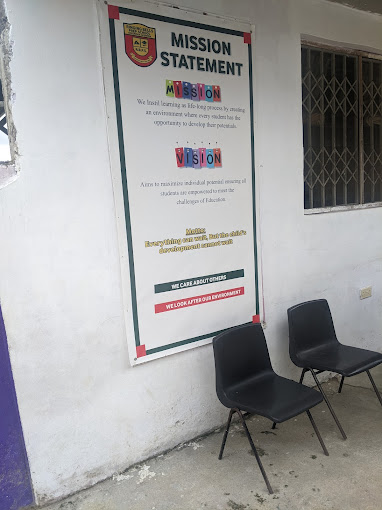 MISSION
STATEMENT
MISSION
We instil learning as life-long process by creating
an environment where every student has the
opportunity to develop their potentials.
VISION
Aims to maximize individual potential ensuring all
students are empowered to meet the
challenges of Education.
Motto:
Everything can wait, But the child's
development cannot wait
WE CARE ABOUT OTHERS
WE LOOK AFTER OUR ENVIRONMENT